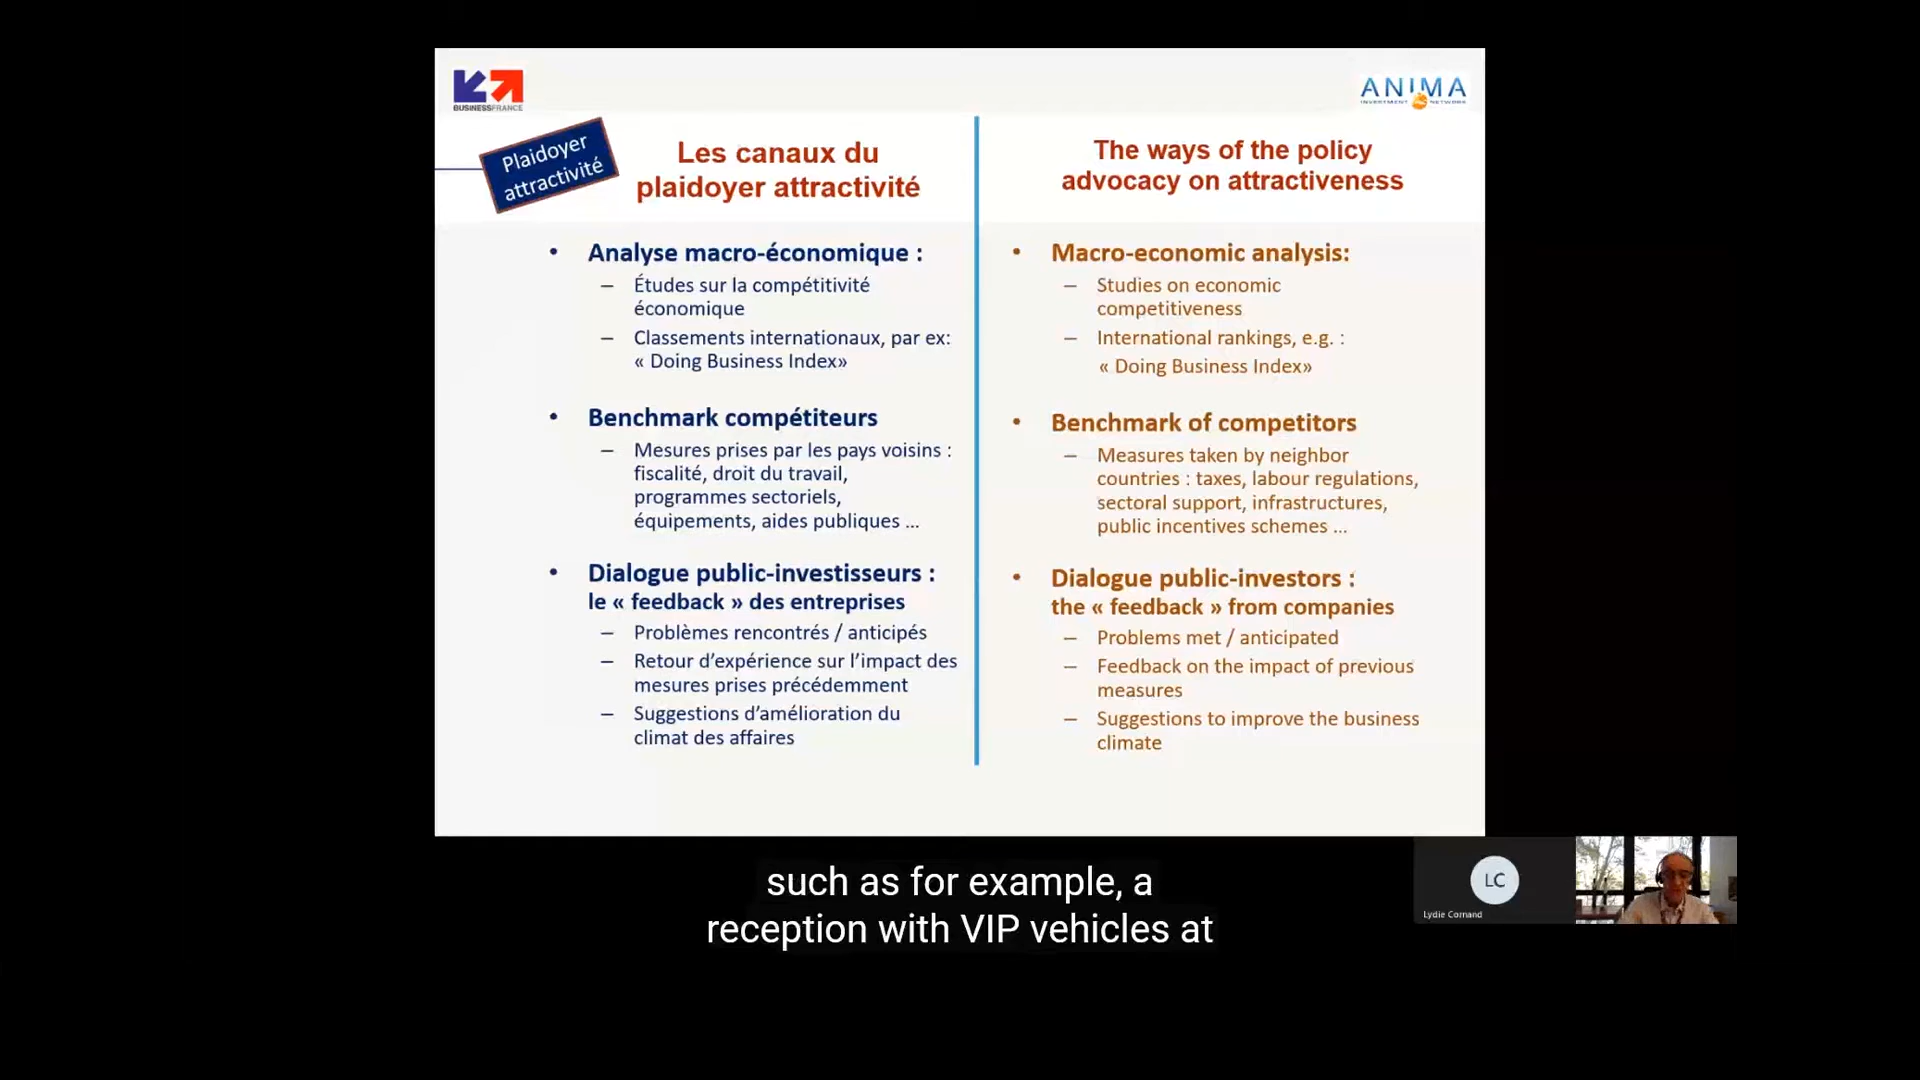 BUSINESSFRANCE
ANIMA
INVESTMENT NETWORK
Plaidoyer
attractivité
Les canaux du
plaidoyer attractivité
• Analyse macro-économique :
– Études sur la compétitivité
économique
– Classements internationaux, par ex:
« Doing Business Index»
• Benchmark compétiteurs
– Mesures prises par les pays voisins :
fiscalité, droit du travail,
programmes sectoriels,
équipements, aides publiques ...
• Dialogue public-investisseurs :
le « feedback » des entreprises
– Problèmes rencontrés / anticipés
– Retour d’expérience sur l’impact des
mesures prises précédemment
– Suggestions d’amélioration du
climat des affaires
The ways of the policy
advocacy on attractiveness
• Macro-economic analysis:
– Studies on economic
competitiveness
– International rankings, e.g. :
« Doing Business Index»
• Benchmark of competitors
– Measures taken by neighbor
countries : taxes, labour regulations,
sectoral support, infrastructures,
public incentives schemes ...
• Dialogue public-investors :
the « feedback » from companies
– Problems met / anticipated
– Feedback on the impact of previous
measures
– Suggestions to improve the business
climate
LC
Lydie Cornand
such as for example, a
reception with VIP vehicles at